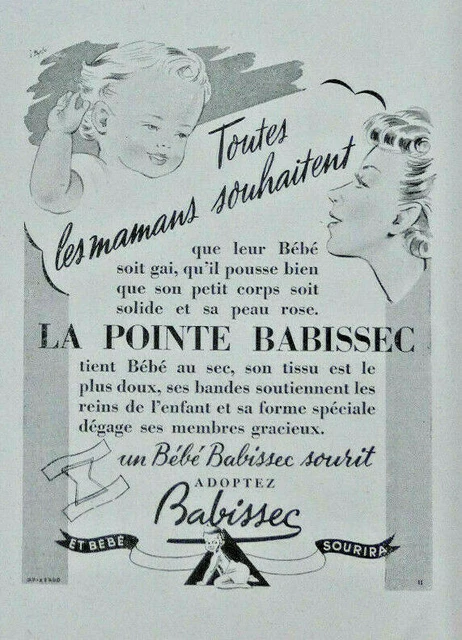 Toutes
les mamans souhaitent
que leur Bébé
soit gai, qu'il pousse bien
que son petit corps soit
solide et sa peau rose.
LA POINTE BABISSEC
tient Bébé au sec, son tissu est le
plus doux, ses bandes soutiennent les
reins de l'enfant et sa forme spéciale
dégage ses membres gracieux.
un Bébé Babissec sourit
ADOPTEZ
Babissec
ET BÉBÉ
SOURIRA